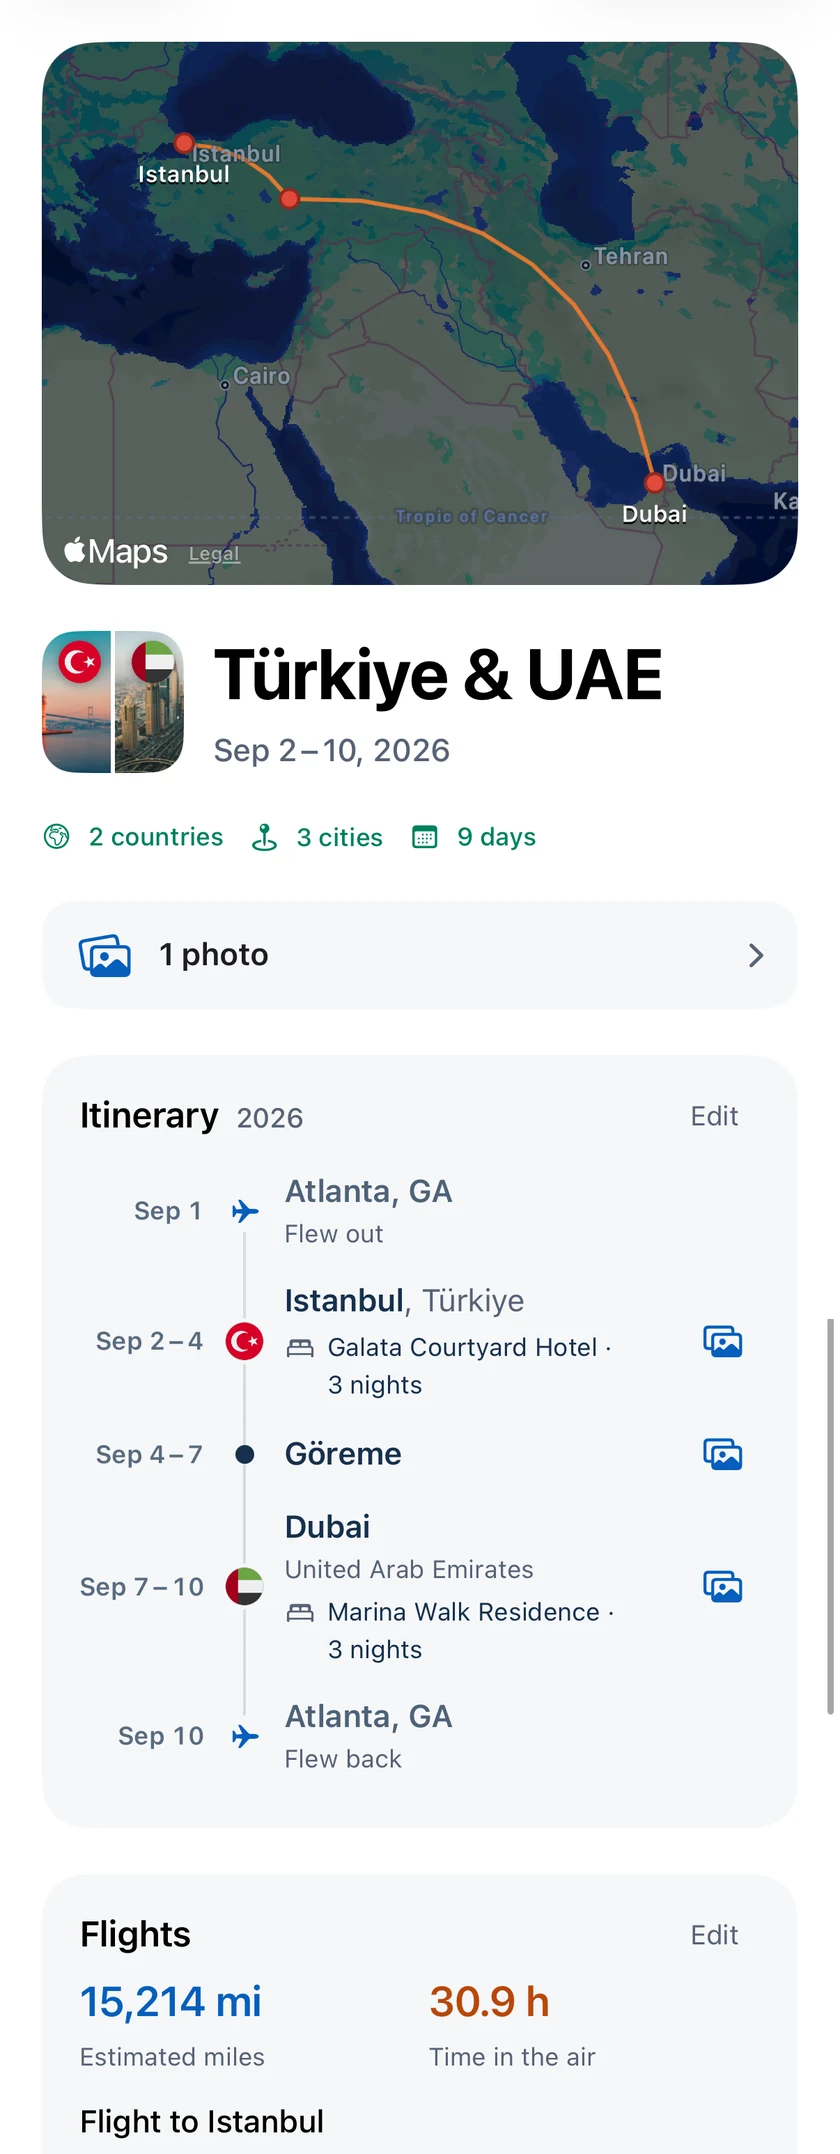 Istanbul
Istanbul
Tehran
Cairo
Dubai
Dubai
Ka
Tropic of Cancer
Maps Legal
Türkiye & UAE
Sep 2–10, 2026
2 countries 3 cities 9 days
1 photo
Itinerary 2026 Edit
Sep 1 Atlanta, GA
Flew out
Istanbul, Türkiye
Sep 2–4
Galata Courtyard Hotel ·
3 nights
Sep 4–7 Göreme
Dubai
United Arab Emirates
Sep 7–10
Marina Walk Residence ·
3 nights
Atlanta, GA
Sep 10
Flew back
Flights Edit
15,214 mi 30.9 h
Estimated miles Time in the air
Flight to Istanbul